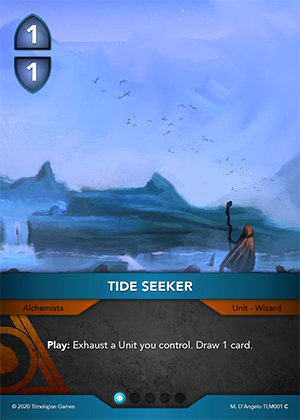 1
1
TIDE SEEKER
Alchemists
Unit - Wizard
Play: Exhaust a Unit you control. Draw 1 card.
© 2020 Timelapse Games
M. D'Angelo TLM001 C